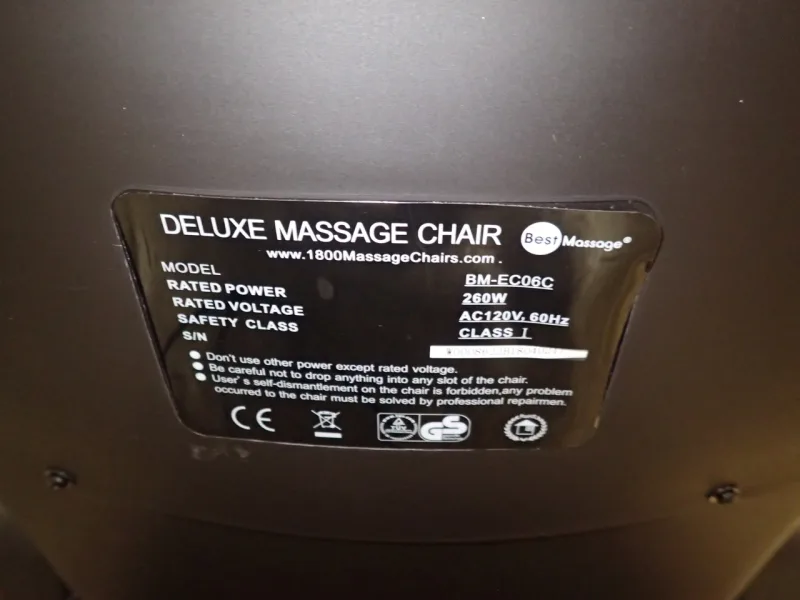 DELUXE MASSAGE CHAIR Best Massage®
www.1800MassageChairs.com .
MODEL BM-EC06C
RATED POWER 260W
RATED VOLTAGE AC120V, 60Hz
SAFETY CLASS CLASS I
S/N
● Don't use other power except rated voltage.
● Be careful not to drop anything into any slot of the chair.
● User's self-dismantlement on the chair is forbidden,any problem
occurred to the chair must be solved by professional repairmen.
CE TUV GS